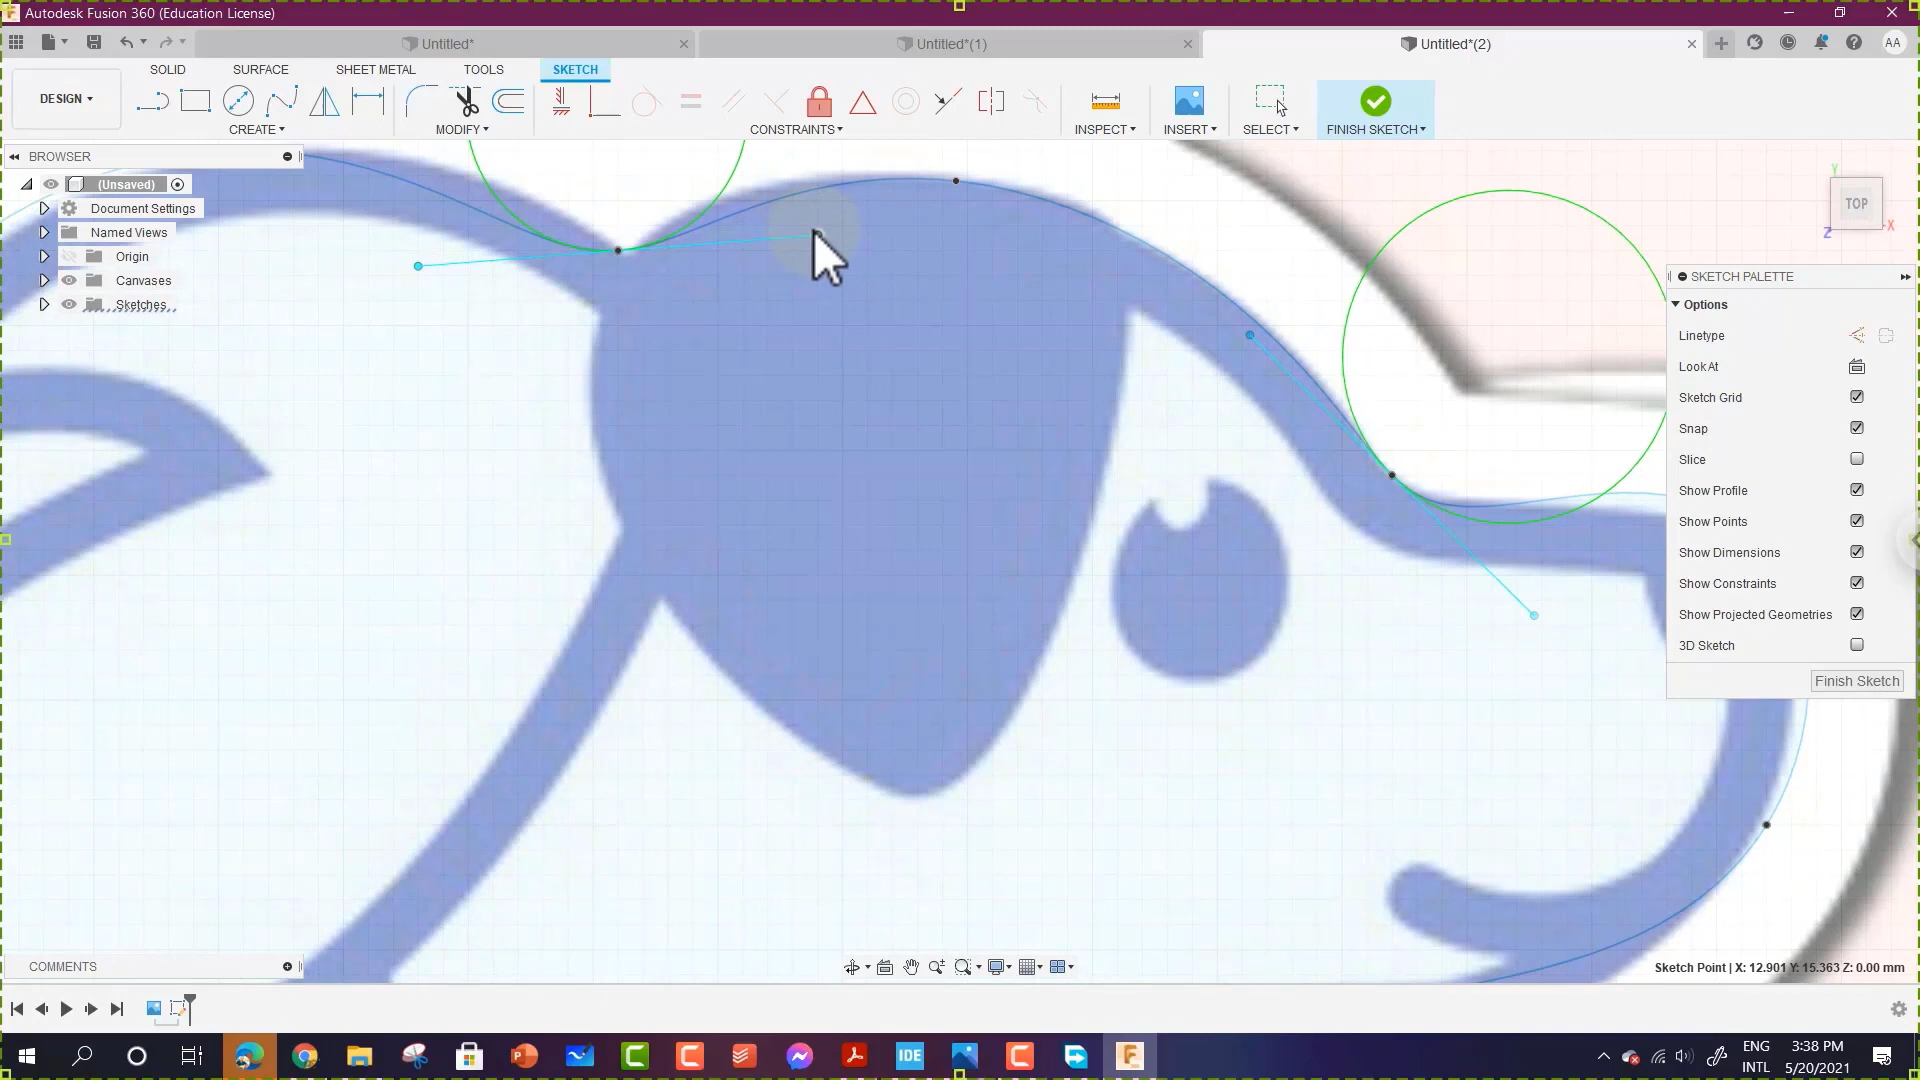 Autodesk Fusion 360 (Education License)
Untitled*
Untitled*(1)
Untitled*(2)
AA
DESIGN
SOLID
SURFACE
SHEET METAL
TOOLS
SKETCH
CREATE
MODIFY
CONSTRAINTS
INSPECT
INSERT
SELECT
FINISH SKETCH
BROWSER
(Unsaved)
Document Settings
Named Views
Origin
Canvases
Sketches
Y
TOP
X
Z
SKETCH PALETTE
Options
Linetype
Look At
Sketch Grid
Snap
Slice
Show Profile
Show Points
Show Dimensions
Show Constraints
Show Projected Geometries
3D Sketch
Finish Sketch
COMMENTS
Sketch Point | X: 12.901 Y: 15.363 Z: 0.00 mm
IDE
ENG
INTL
3:38 PM
5/20/2021